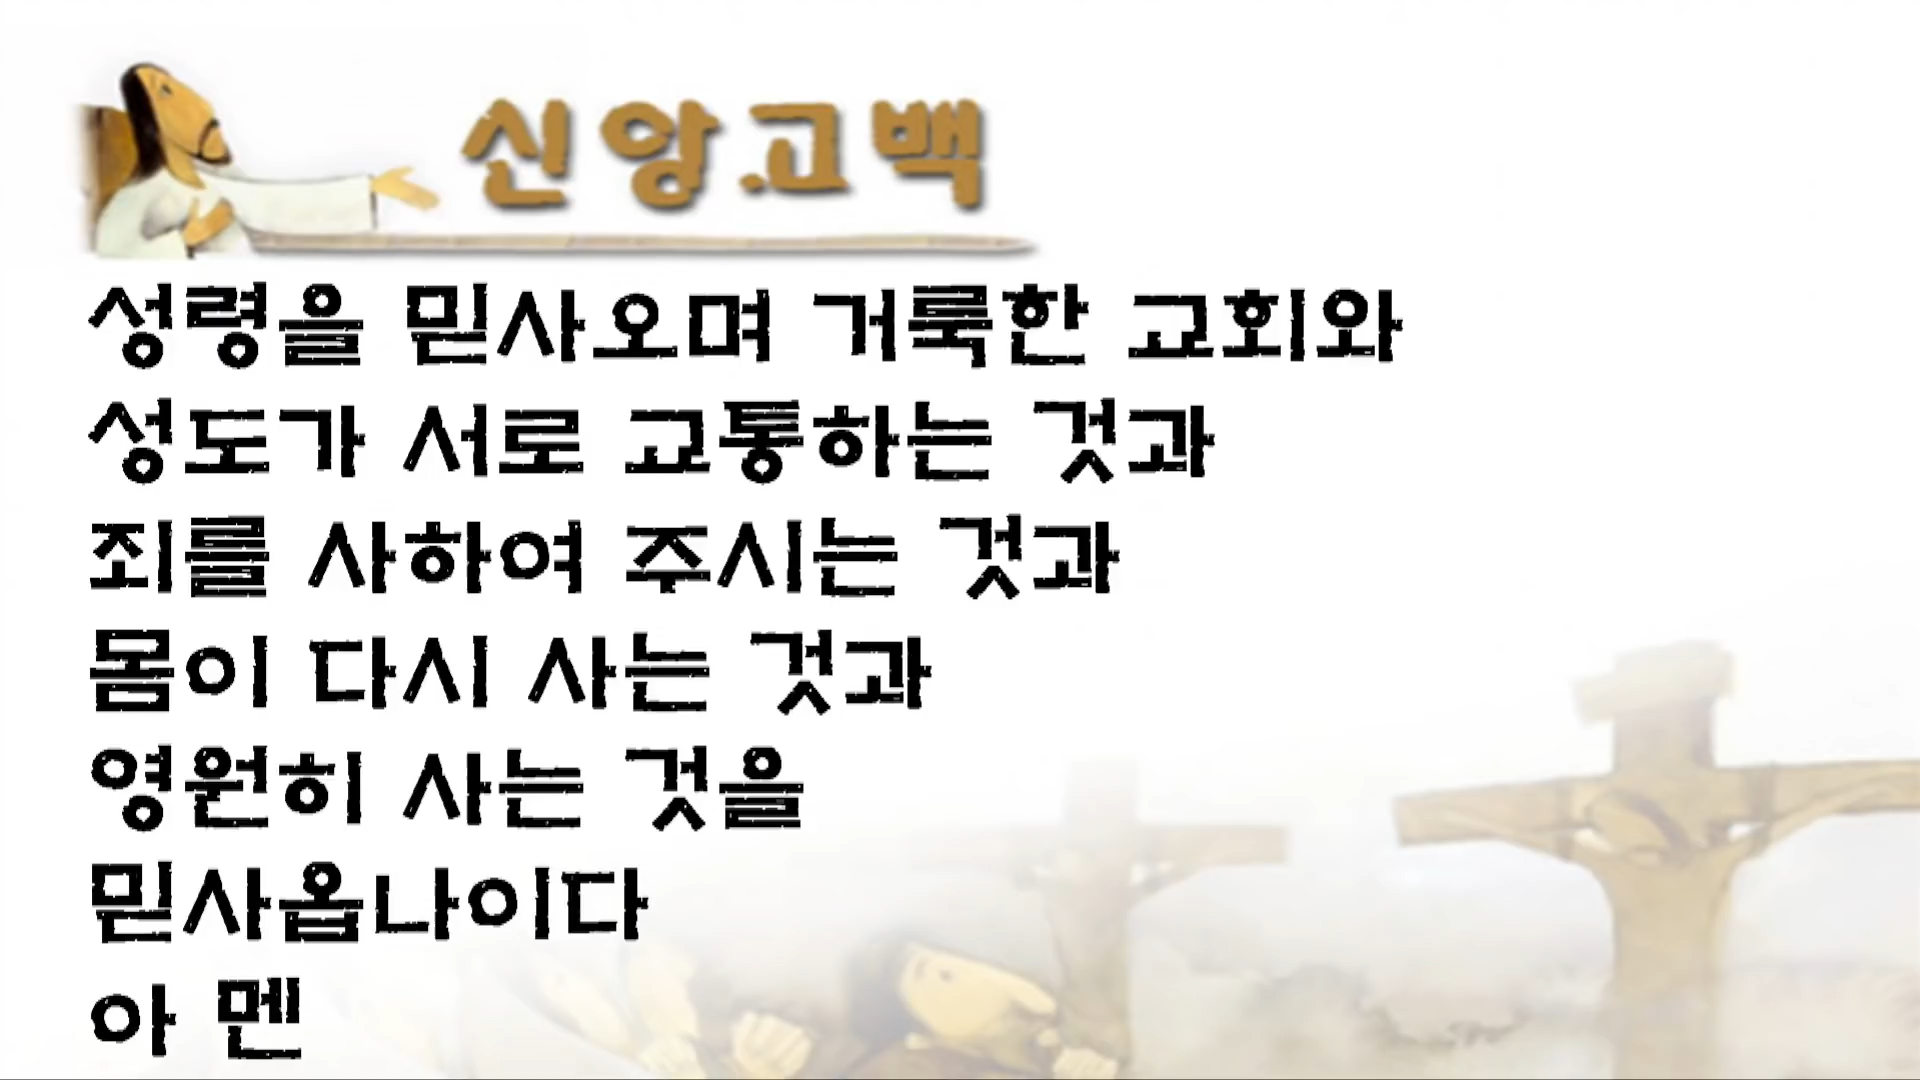 신앙고백
성령을 믿사오며 거룩한 교회와
성도가 서로 교통하는 것과
죄를 사하여 주시는 것과
몸이 다시 사는 것과
영원히 사는 것을
믿사옵나이다
아 멘